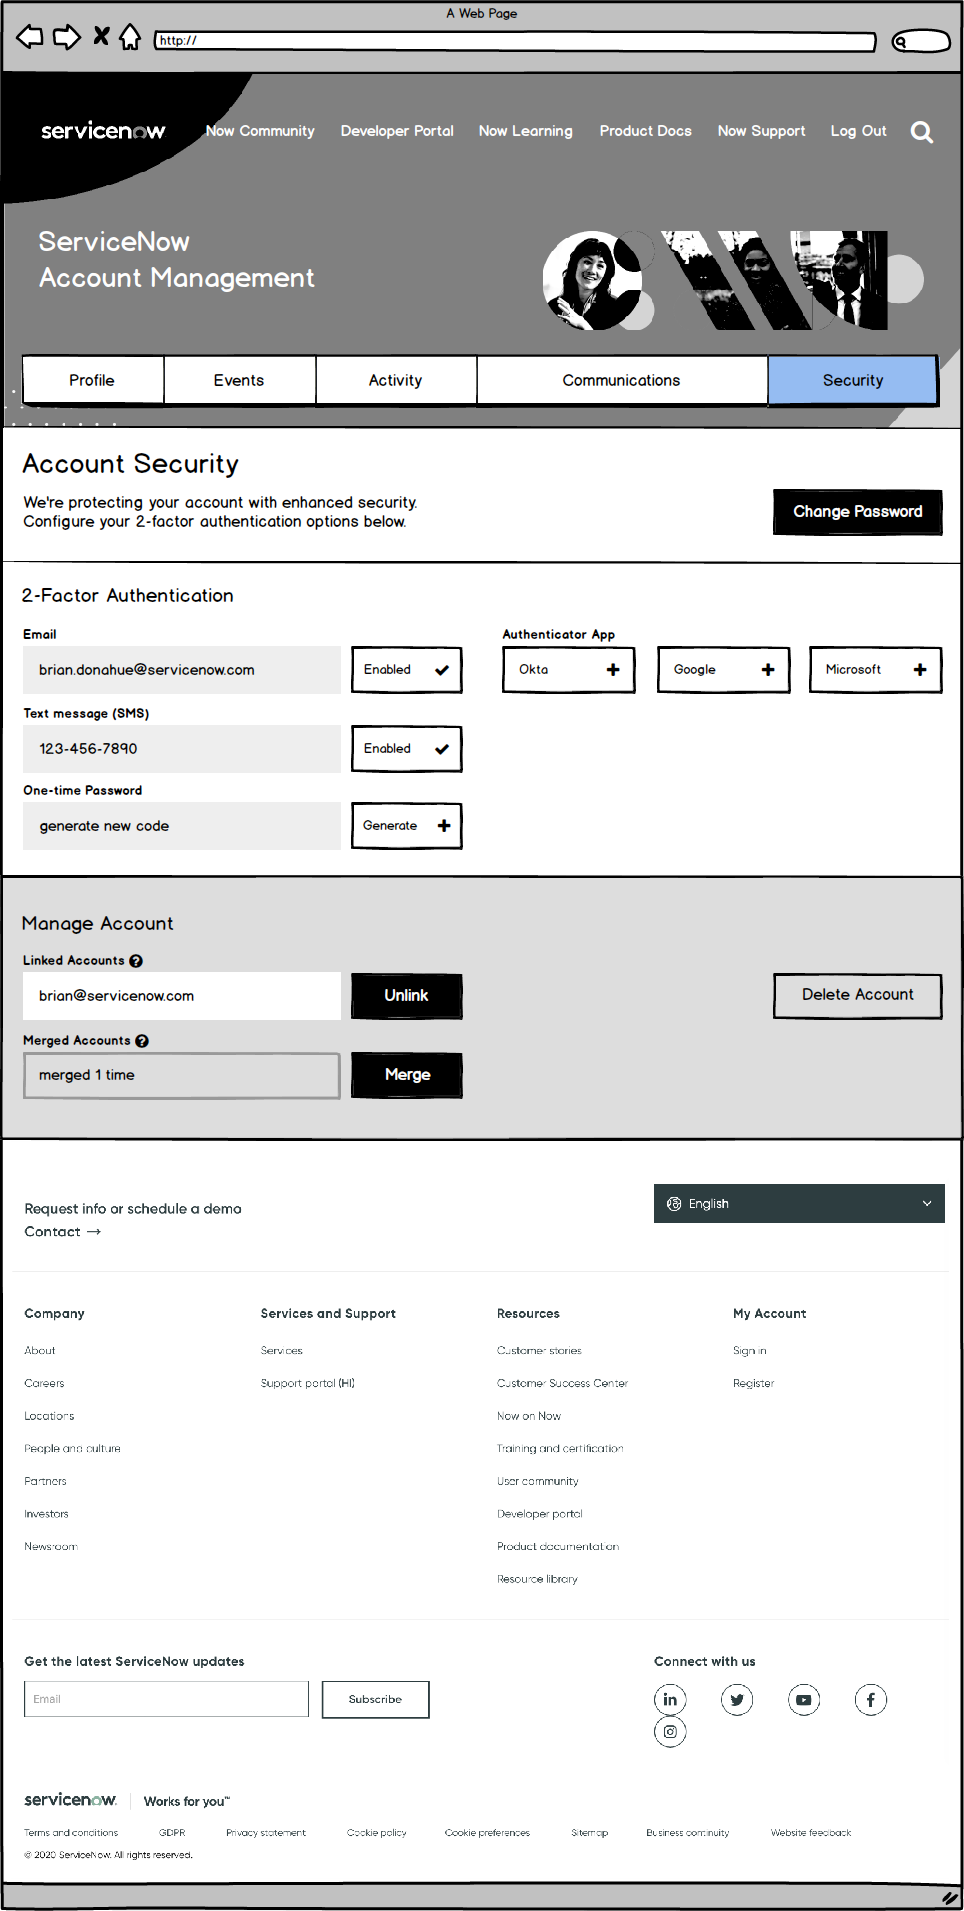 A Web Page
http://
servicenow
Now Community
Developer Portal
Now Learning
Product Docs
Now Support
Log Out
ServiceNow
Account Management
Profile
Events
Activity
Communications
Security
Account Security
We're protecting your account with enhanced security.
Configure your 2-factor authentication options below.
Change Password
2-Factor Authentication
Email
brian.donahue@servicenow.com
Enabled
Authenticator App
Okta
Google
Microsoft
Text message (SMS)
123-456-7890
Enabled
One-time Password
generate new code
Generate
Manage Account
Linked Accounts
brian@servicenow.com
Unlink
Delete Account
Merged Accounts
merged 1 time
Merge
Request info or schedule a demo
Contact →
English
Company
About
Careers
Locations
People and culture
Partners
Investors
Newsroom
Services and Support
Services
Support portal (HI)
Resources
Customer stories
Customer Success Center
Now on Now
Training and certification
User community
Developer portal
Product documentation
Resource library
My Account
Sign in
Register
Get the latest ServiceNow updates
Email
Subscribe
Connect with us
servicenow.
Works for you™
Terms and conditions
GDPR
Privacy statement
Cookie policy
Cookie preferences
Sitemap
Business continuity
Website feedback
© 2020 ServiceNow. All rights reserved.